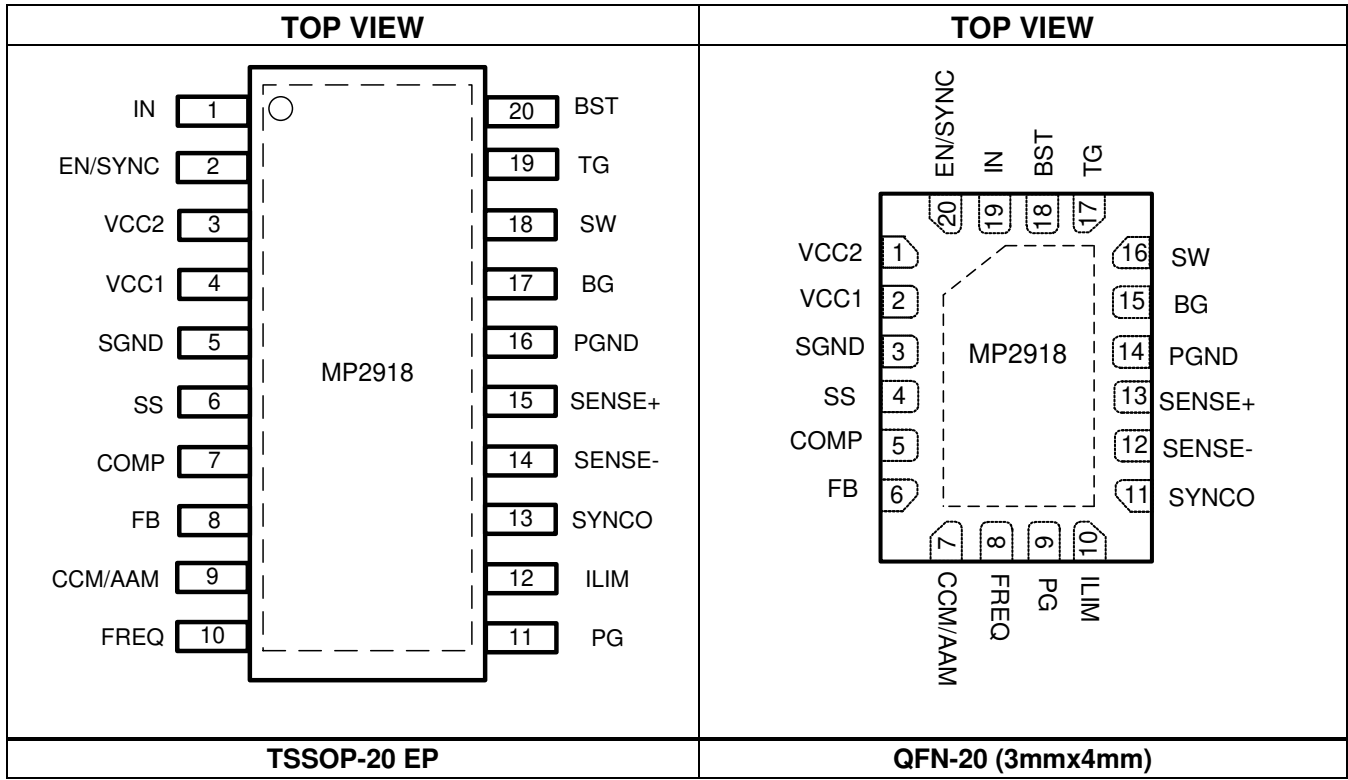 TOP VIEW
IN 1
EN/SYNC 2
VCC2 3
VCC1 4
SGND 5
SS 6
COMP 7
FB 8
CCM/AAM 9
FREQ 10
MP2918
20 BST
19 TG
18 SW
17 BG
16 PGND
15 SENSE+
14 SENSE-
13 SYNCO
12 ILIM
11 PG
TSSOP-20 EP
TOP VIEW
EN/SYNC
IN
BST
TG
20
19
18
17
VCC2 1
VCC1 2
SGND 3
SS 4
COMP 5
FB 6
MP2918
16 SW
15 BG
14 PGND
13 SENSE+
12 SENSE-
11 SYNCO
7
8
9
10
CCM/AAM
FREQ
PG
ILIM
QFN-20 (3mmx4mm)